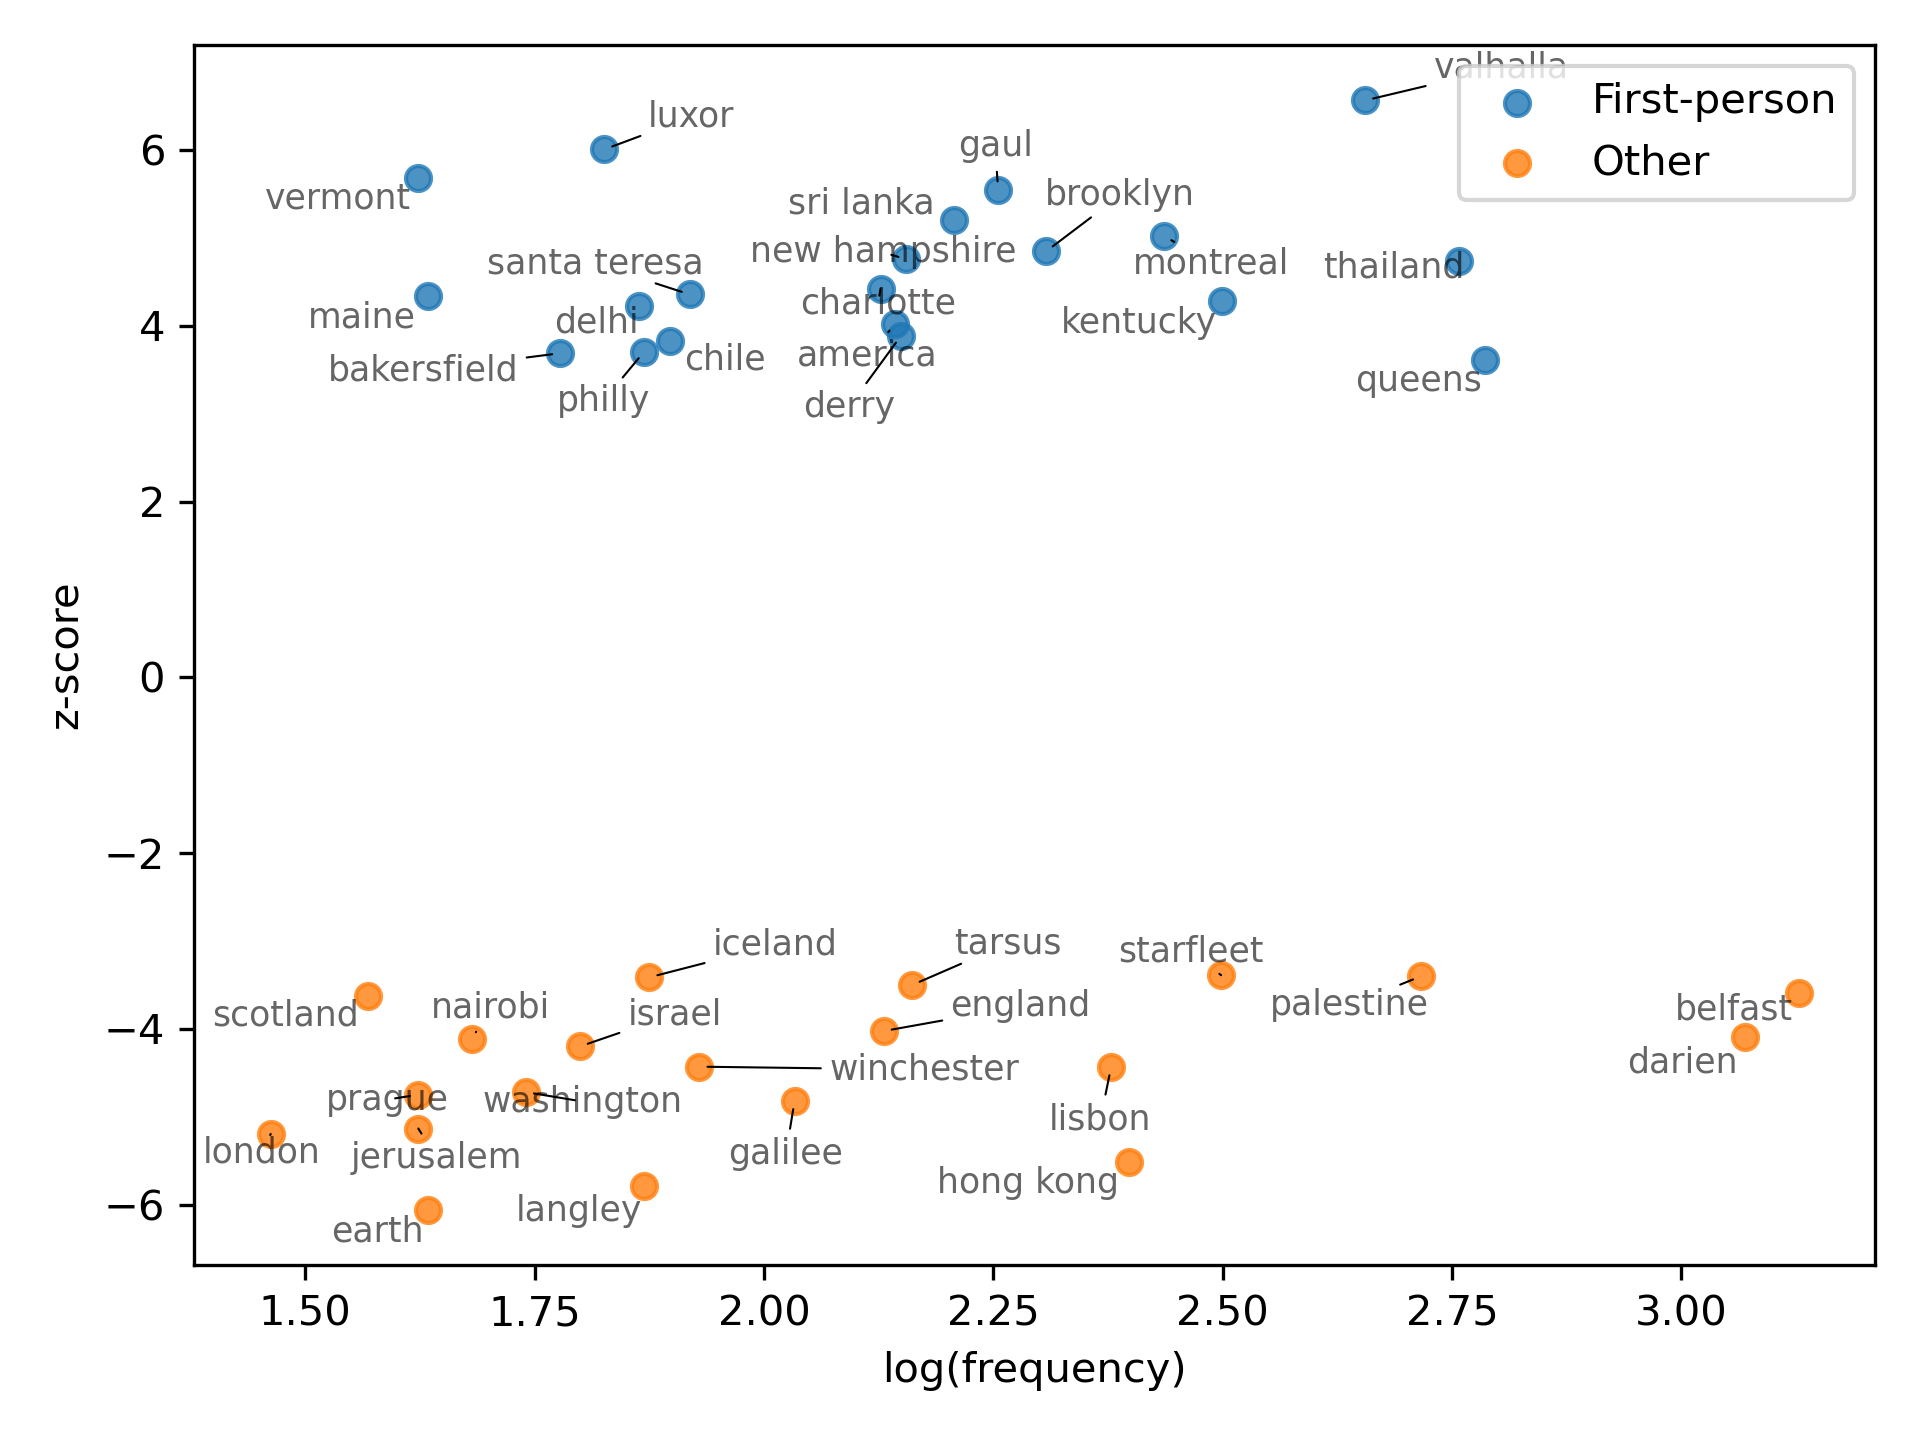 valhalla
First-person
Other
luxor
gaul
vermont
brooklyn
sri lanka
new hampshire
santa teresa
montreal
thailand
maine
delhi
charlotte
kentucky
bakersfield
chile
america
philly
derry
queens
iceland
tarsus
starfleet
scotland
nairobi
israel
england
palestine
belfast
winchester
darien
prague
washington
lisbon
london
jerusalem
galilee
hong kong
langley
earth
6
4
2
0
−2
−4
−6
z-score
1.50
1.75
2.00
2.25
2.50
2.75
3.00
log(frequency)